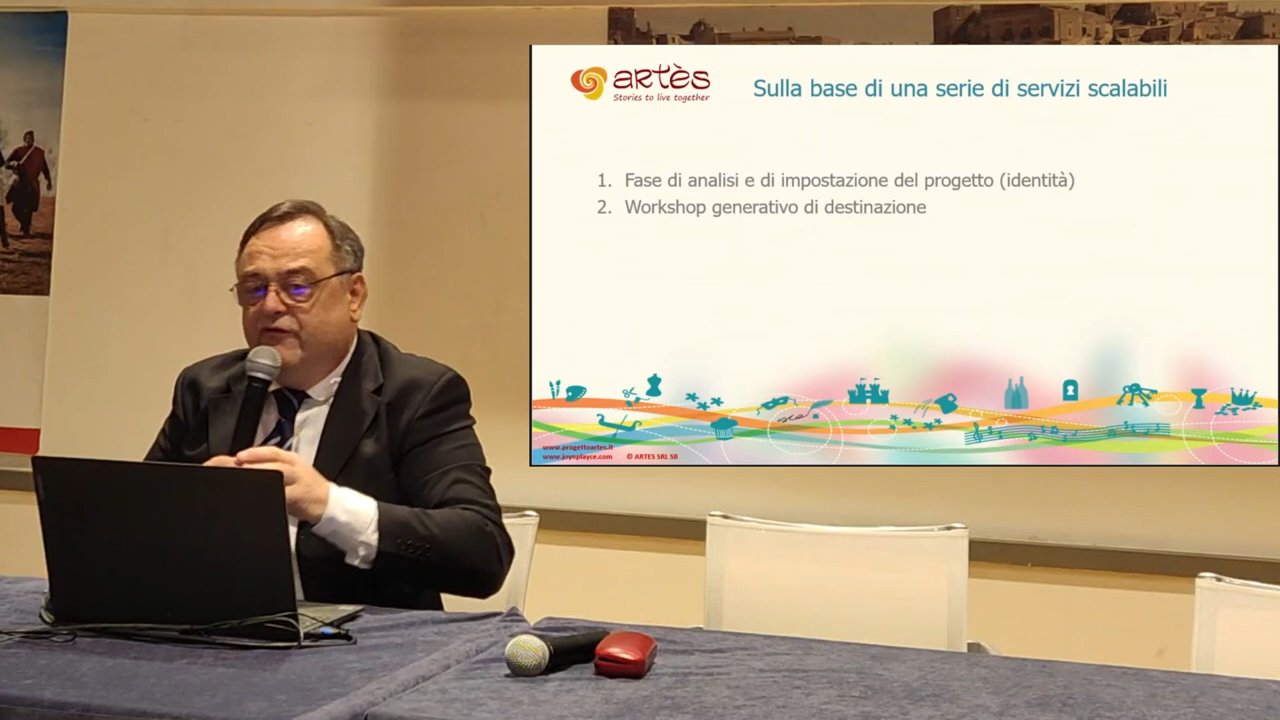 artès
Stories to live together
Sulla base di una serie di servizi scalabili
1. Fase di analisi e di impostazione del progetto (identità)
2. Workshop generativo di destinazione
www.progettoartes.it
www.joynplayce.com © ARTES SRL SB